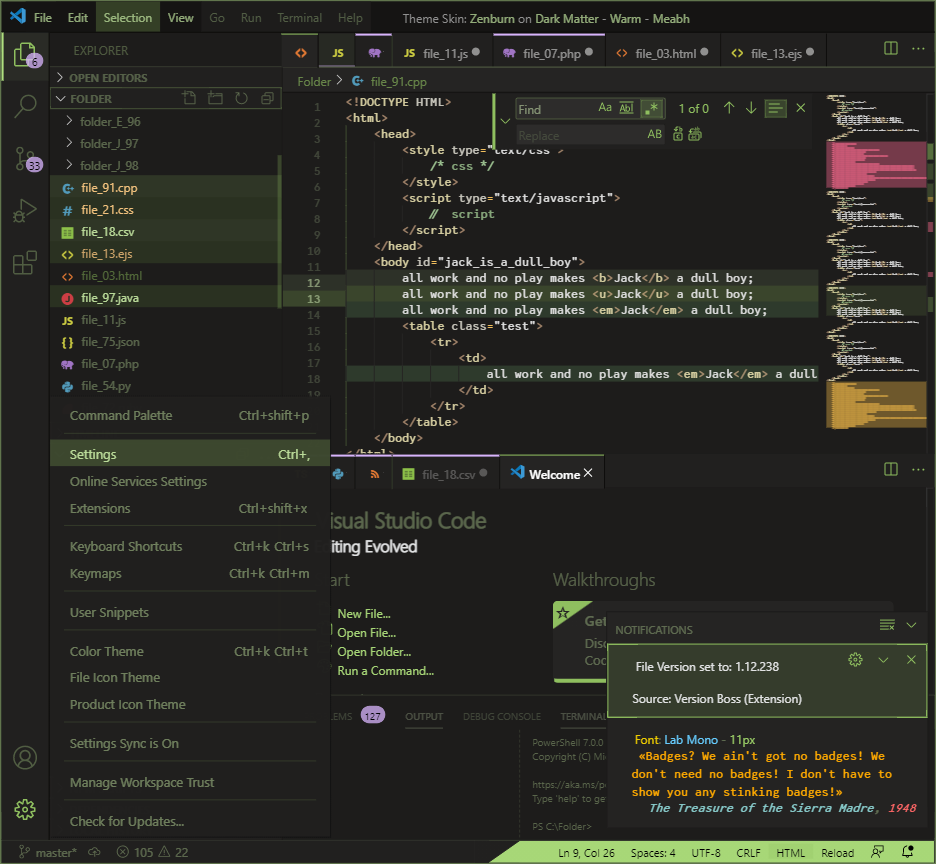 File Edit Selection View Go Run Terminal Help Theme Skin: Zenburn on Dark Matter - Warm - Meabh
6
33
EXPLORER
OPEN EDITORS
FOLDER
folder_E_96
folder_J_97
folder_J_98
file_91.cpp
file_21.css
file_18.csv
file_13.ejs
file_03.html
file_97.java
file_11.js
file_75.json
file_07.php
file_54.py
JS JS file_11.js file_07.php file_03.html file_13.ejs
Folder > file_91.cpp
Find Aa Abl .* 1 of 0
Replace AB
1 <!DOCTYPE HTML>
2 <html>
3 <head>
4 <style type="text/css">
5 /* css */
6 </style>
7 <script type="text/javascript">
8 // script
9 </script>
10 </head>
11 <body id="jack_is_a_dull_boy">
12 all work and no play makes <b>Jack</b> a dull boy;
13 all work and no play makes <u>Jack</u> a dull boy;
14 all work and no play makes <em>Jack</em> a dull boy;
15 <table class="test">
16 <tr>
17 <td>
18 all work and no play makes <em>Jack</em> a dull
19 </td>
</tr>
</table>
</body>
</html>
Command Palette Ctrl+shift+p
Settings Ctrl+,
Online Services Settings
Extensions Ctrl+shift+x
Keyboard Shortcuts Ctrl+k Ctrl+s
Keymaps Ctrl+k Ctrl+m
User Snippets
Color Theme Ctrl+k Ctrl+t
File Icon Theme
Product Icon Theme
Settings Sync is On
Manage Workspace Trust
Check for Updates...
file_18.csv Welcome
isual Studio Code
iting Evolved
art
New File...
Open File...
Open Folder...
Run a Command...
Walkthroughs
Get
Disc
Coc
NOTIFICATIONS
File Version set to: 1.12.238
Source: Version Boss (Extension)
Font: Lab Mono - 11px
«Badges? We ain't got no badges! We
don't need no badges! I don't have to
show you any stinking badges!»
The Treasure of the Sierra Madre, 1948
LEMS 127 OUTPUT DEBUG CONSOLE TERMINAL
PowerShell 7.0.0
Copyright (C) Mi
https://aka.ms/p
Type 'help' to ge
PS C:\Folder>
master* 105 22 Ln 9, Col 26 Spaces: 4 UTF-8 CRLF HTML Reload